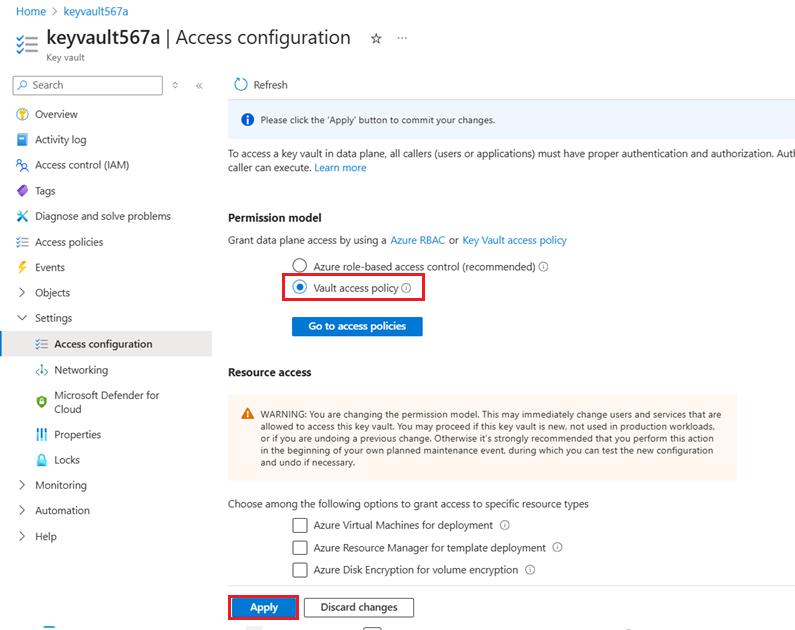 Home > keyvault567a
keyvault567a | Access configuration ☆ ...
Key vault
Search
Refresh
Overview
Activity log
Access control (IAM)
Tags
Diagnose and solve problems
Access policies
Events
Objects
Settings
Access configuration
Networking
Microsoft Defender for
Cloud
Properties
Locks
Monitoring
Automation
Help
Please click the 'Apply' button to commit your changes.
To access a key vault in data plane, all callers (users or applications) must have proper authentication and authorization. Aut
caller can execute. Learn more
Permission model
Grant data plane access by using a Azure RBAC or Key Vault access policy
Azure role-based access control (recommended)
Vault access policy
Go to access policies
Resource access
WARNING: You are changing the permission model. This may immediately change users and services that are
allowed to access this key vault. You may proceed if this key vault is new, not used in production workloads,
or if you are undoing a previous change. Otherwise it's strongly recommended that you perform this action
in the beginning of your own planned maintenance event, during which you can test the new configuration
and undo if necessary.
Choose among the following options to grant access to specific resource types
Azure Virtual Machines for deployment
Azure Resource Manager for template deployment
Azure Disk Encryption for volume encryption
Apply
Discard changes